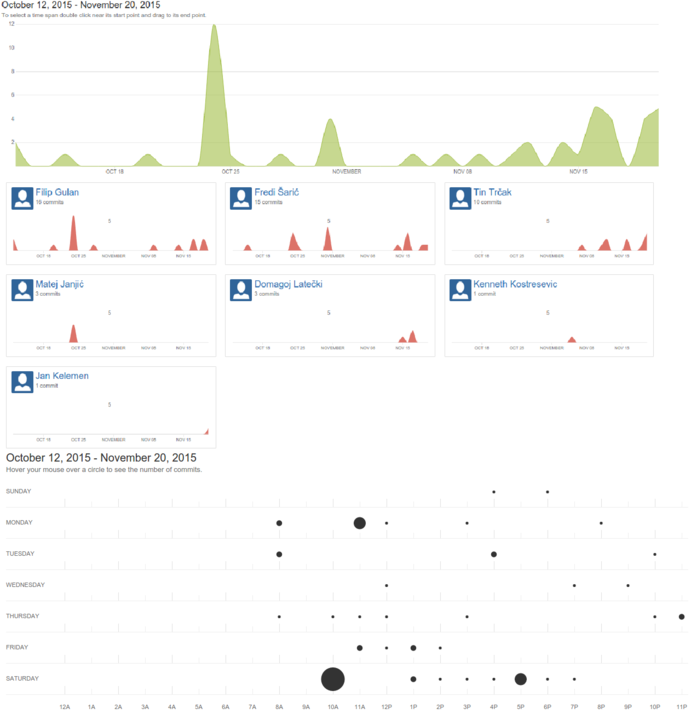 October 12, 2015 - November 20, 2015
To select a time span double click near its start point and drag to its end point.
12
10
8
6
4
2
OCT 18 OCT 25 NOVEMBER NOV 08 NOV 15
Filip Gulan
19 commits
5
OCT 18 OCT 25 NOVEMBER NOV 08 NOV 15
Fredi Šarić
15 commits
5
OCT 18 OCT 25 NOVEMBER NOV 08 NOV 15
Tin Trčak
10 commits
5
OCT 18 OCT 25 NOVEMBER NOV 08 NOV 15
Matej Janjić
3 commits
5
OCT 18 OCT 25 NOVEMBER NOV 08 NOV 15
Domagoj Latečki
3 commits
5
OCT 18 OCT 25 NOVEMBER NOV 08 NOV 15
Kenneth Kostresevic
1 commit
5
OCT 18 OCT 25 NOVEMBER NOV 08 NOV 15
Jan Kelemen
1 commit
5
OCT 18 OCT 25 NOVEMBER NOV 08 NOV 15
October 12, 2015 - November 20, 2015
Hover your mouse over a circle to see the number of commits.
SUNDAY
MONDAY
TUESDAY
WEDNESDAY
THURSDAY
FRIDAY
SATURDAY
12A 1A 2A 3A 4A 5A 6A 7A 8A 9A 10A 11A 12P 1P 2P 3P 4P 5P 6P 7P 8P 9P 10P 11P